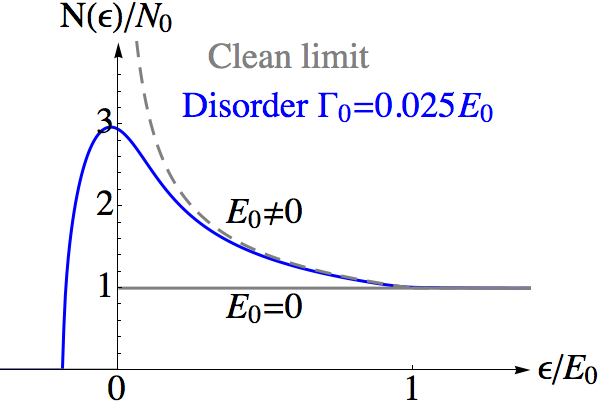 N(ϵ)/N₀
Clean limit
Disorder Γ₀=0.025E₀
3
2
E₀≠0
1
E₀=0
ϵ/E₀
0
1